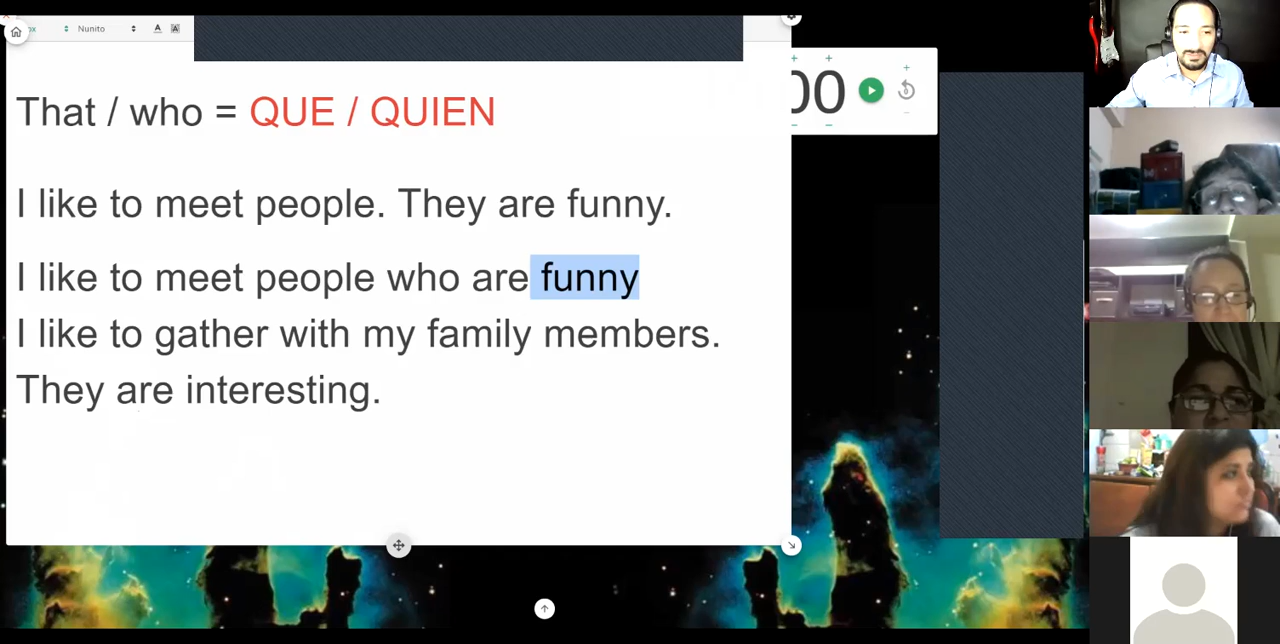 Nunito A A
That / who = QUE / QUIEN
00
I like to meet people. They are funny.
I like to meet people who are funny
I like to gather with my family members.
They are interesting.